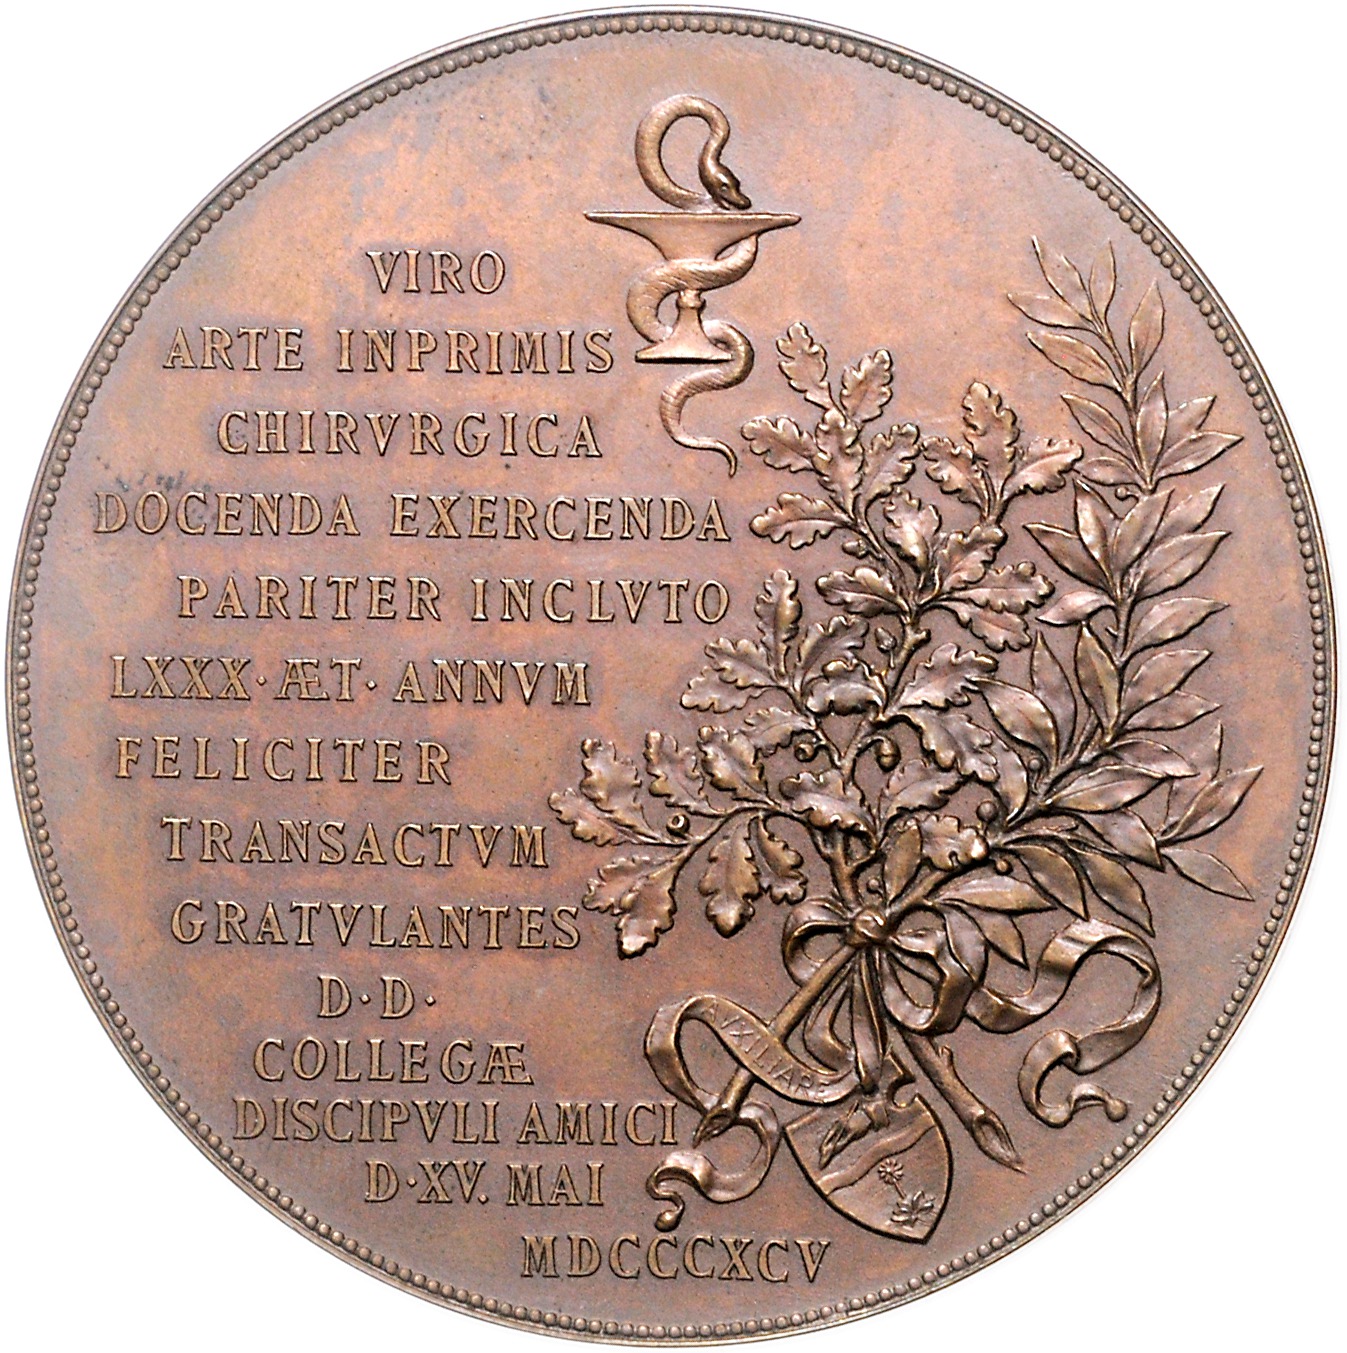 VIRO
ARTE INPRIMIS
CHIRVRGICA
DOCENDA EXERCENDA
PARITER INCLVTO
LXXX·ÆT·ANNVM
FELICITER
TRANSACTVM
GRATVLANTES
D·D·
COLLEGÆ
DISCIPVLI AMICI
D·XV. MAI
MDCCCXCV
AVXILIARE